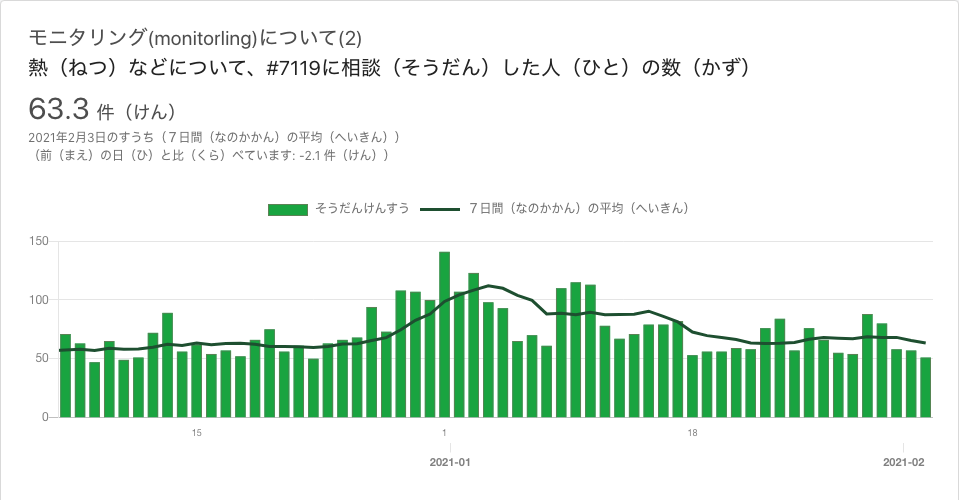 モニタリング(monitorling)について(2)
熱（ねつ）などについて、#7119に相談（そうだん）した人（ひと）の数（かず）
63.3 件（けん）
2021年2月3日のすうち（７日間（なのかかん）の平均（へいきん））
（前（まえ）の日（ひ）と比（くら）べています: -2.1 件（けん））
そうだんけんすう ７日間（なのかかん）の平均（へいきん）
150
100
50
0
15 1 18
2021-01 2021-02